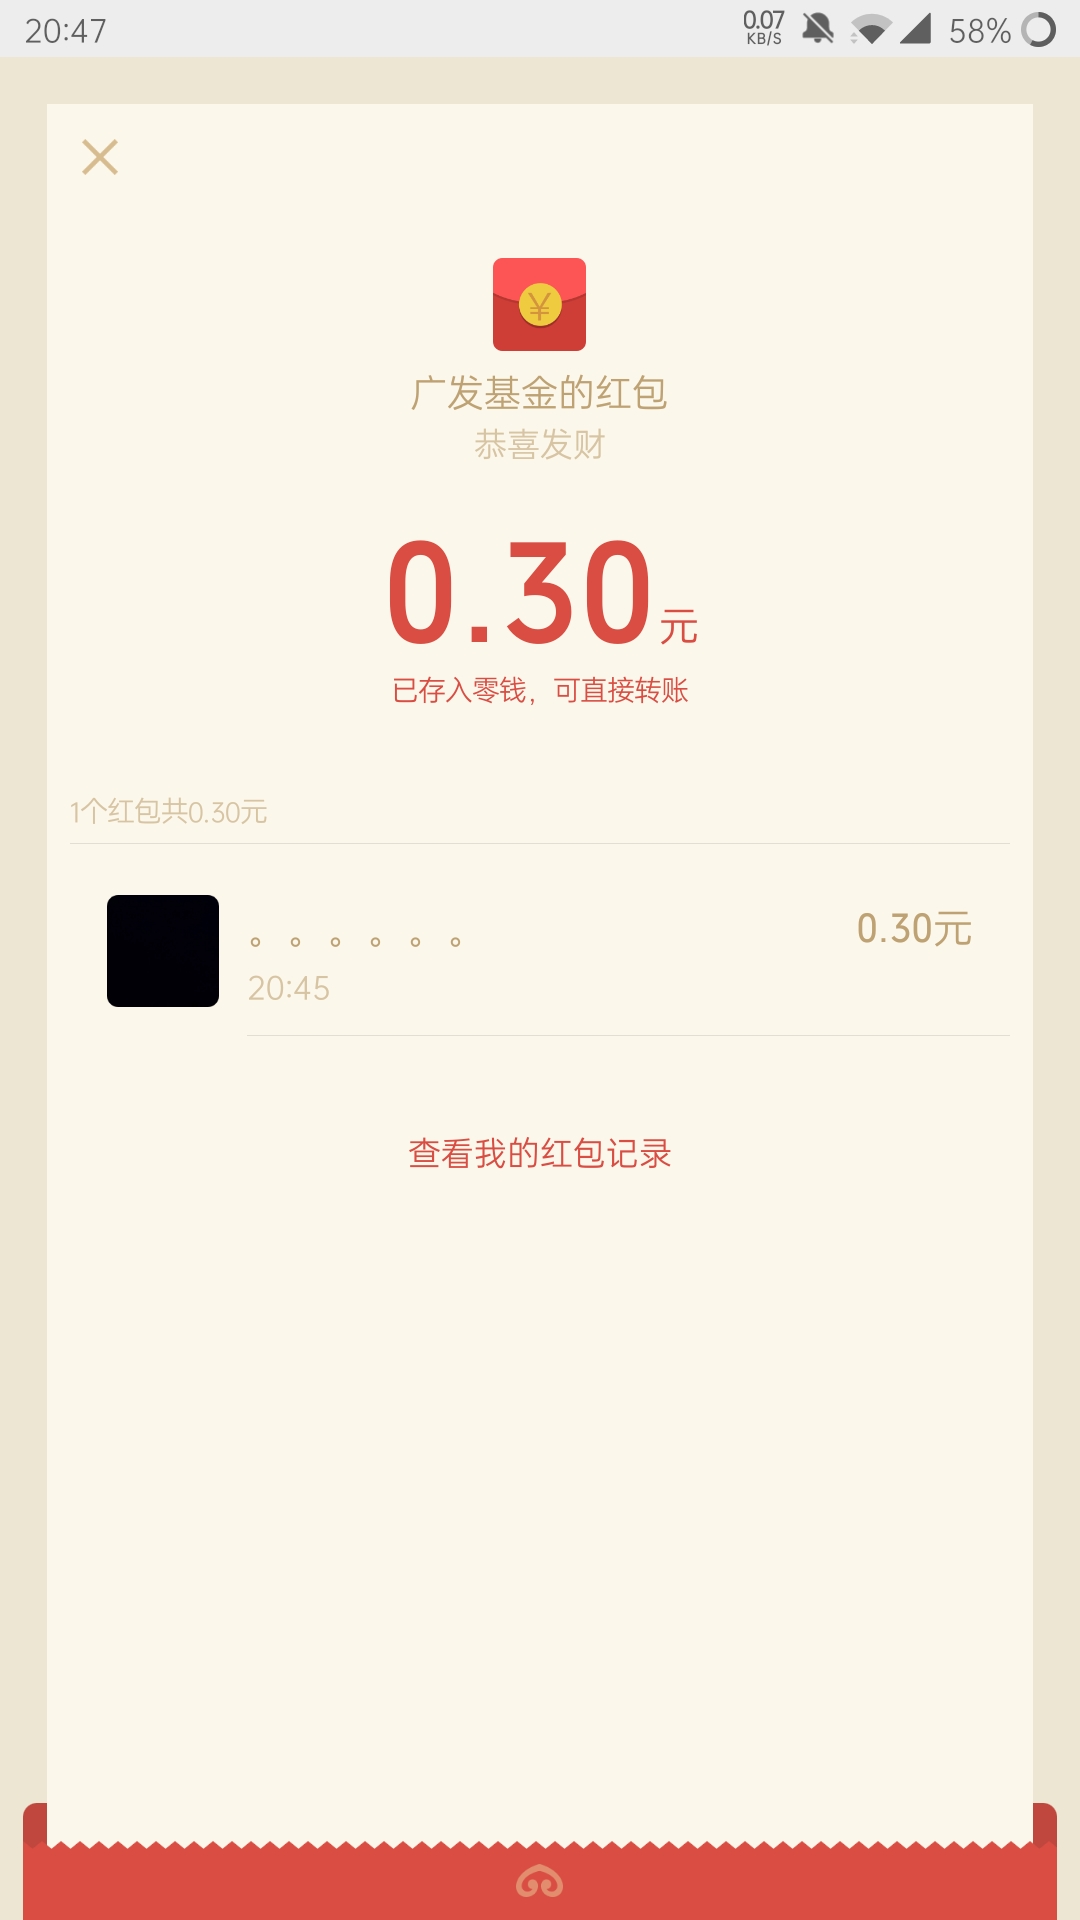 20:47
0.07
KB/S
58%
¥
广发基金的红包
恭喜发财
0.30元
已存入零钱，可直接转账
1个红包共0.30元
。。。。。。
0.30元
20:45
查看我的红包记录